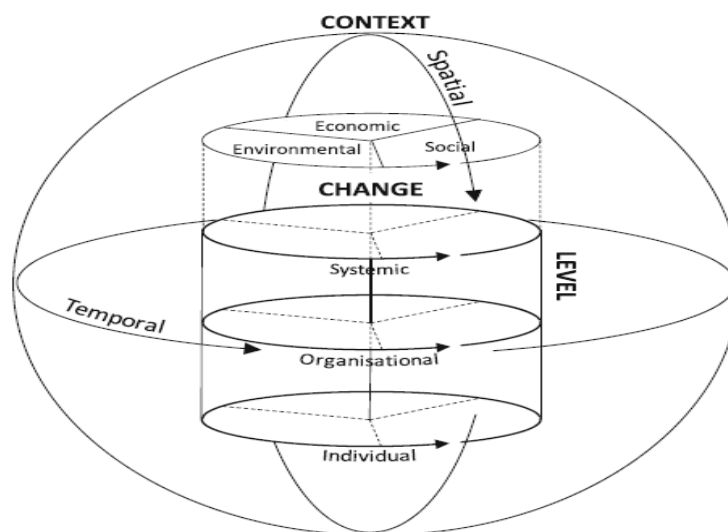 CONTEXT
Spatial
Economic
Environmental
Social
CHANGE
Systemic
LEVEL
Temporal
Organisational
Individual